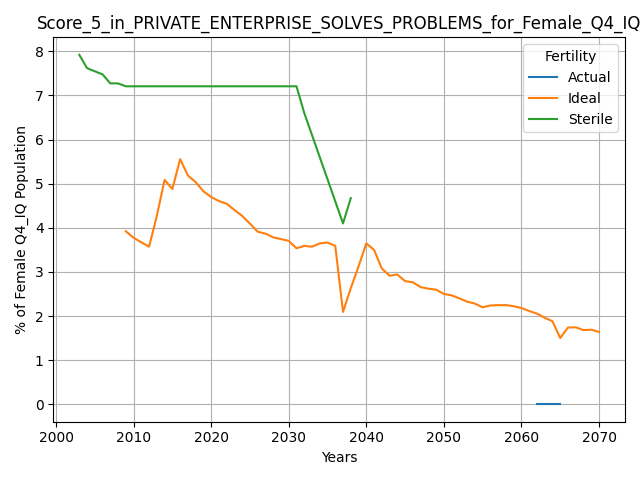 Score_5_in_PRIVATE_ENTERPRISE_SOLVES_PROBLEMS_for_Female_Q4_IQ
Fertility
Actual
Ideal
Sterile
% of Female Q4_IQ Population
8
7
6
5
4
3
2
1
0
2000 2010 2020 2030 2040 2050 2060 2070
Years